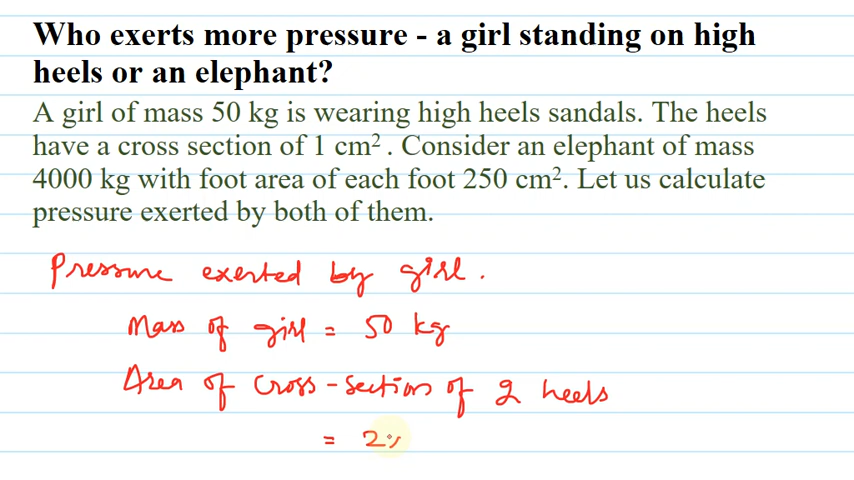 Who exerts more pressure - a girl standing on high
heels or an elephant?
A girl of mass 50 kg is wearing high heels sandals. The heels
have a cross section of 1 cm². Consider an elephant of mass
4000 kg with foot area of each foot 250 cm². Let us calculate
pressure exerted by both of them.
Pressure exerted by girl.
Mass of girl = 50 kg
Area of cross-section of 2 heels
= 2×